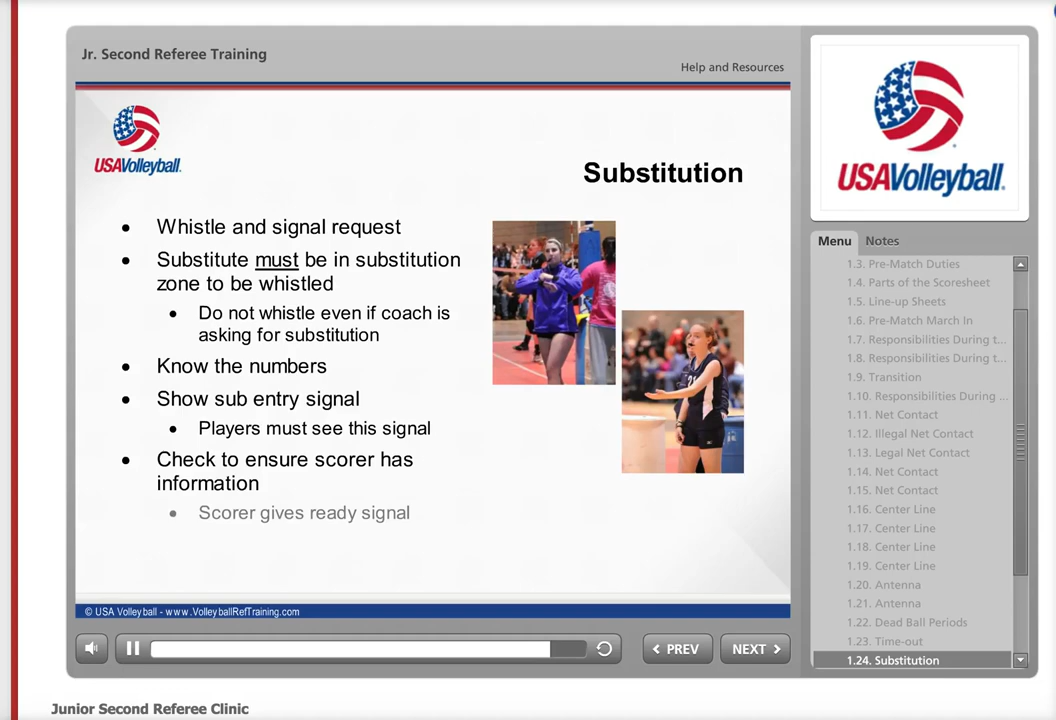 Jr. Second Referee Training
Help and Resources
USAVolleyball.
Substitution
• Whistle and signal request
• Substitute must be in substitution
zone to be whistled
• Do not whistle even if coach is
asking for substitution
• Know the numbers
• Show sub entry signal
• Players must see this signal
• Check to ensure scorer has
information
• Scorer gives ready signal
© USA Volleyball - www.VolleyballRefTraining.com
< PREV
NEXT >
USAVolleyball.
Menu
Notes
1.3. Pre-Match Duties
1.4. Parts of the Scoresheet
1.5. Line-up Sheets
1.6. Pre-Match March In
1.7. Responsibilities During t...
1.8. Responsibilities During t...
1.9. Transition
1.10. Responsibilities During ...
1.11. Net Contact
1.12. Illegal Net Contact
1.13. Legal Net Contact
1.14. Net Contact
1.15. Net Contact
1.16. Center Line
1.17. Center Line
1.18. Center Line
1.19. Center Line
1.20. Antenna
1.21. Antenna
1.22. Dead Ball Periods
1.23. Time-out
1.24. Substitution
Junior Second Referee Clinic